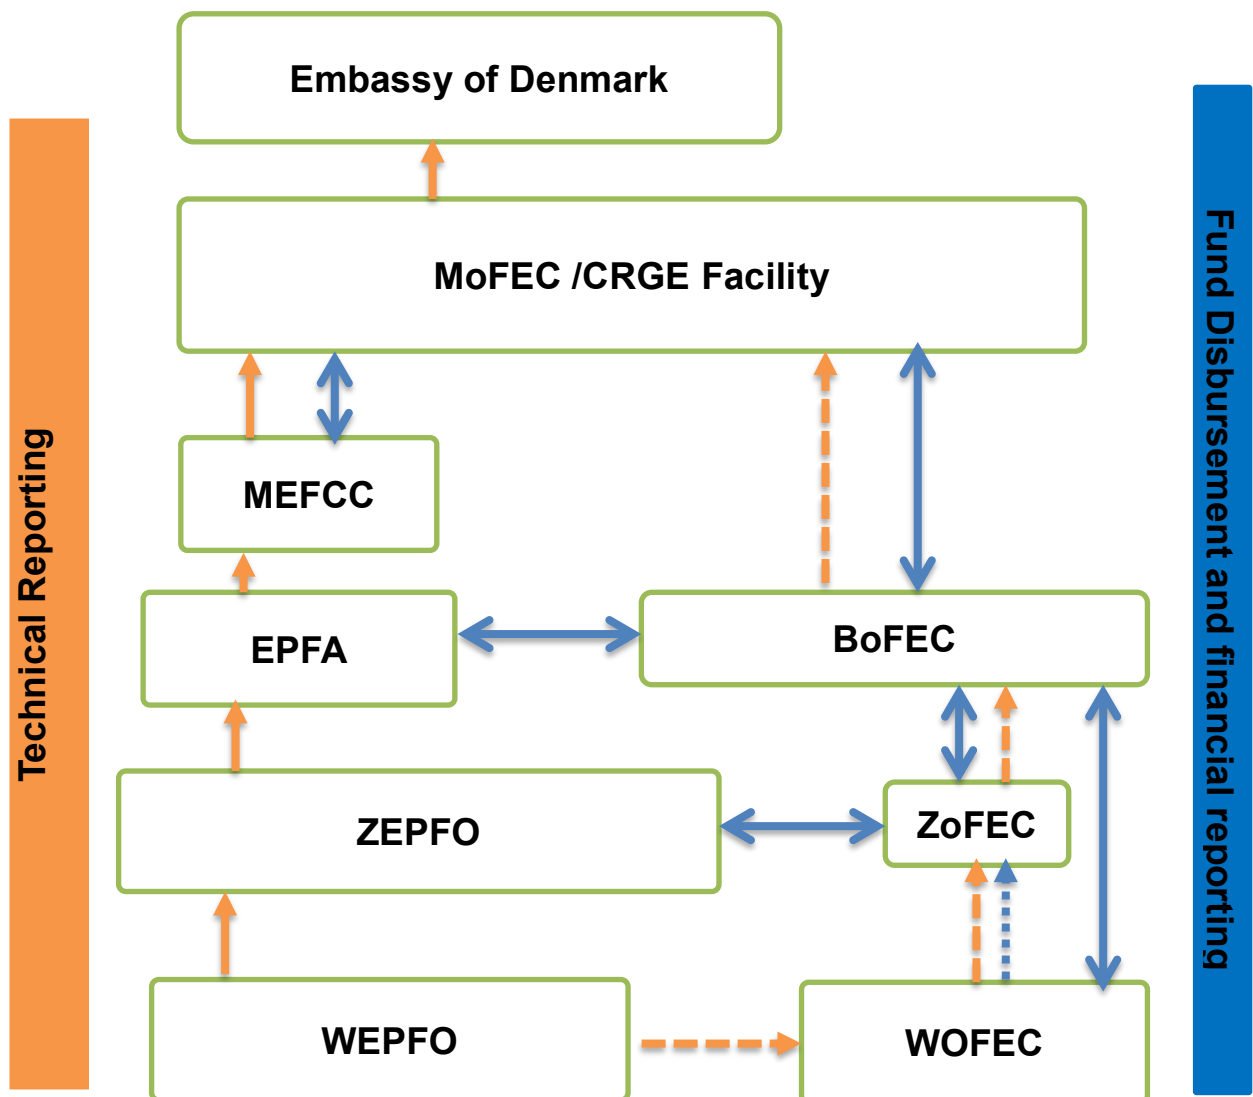 Embassy of Denmark
Technical Reporting
Fund Disbursement and financial reporting
MoFEC /CRGE Facility
MEFCC
EPFA
BoFEC
ZEPFO
ZoFEC
WEPFO
WOFEC